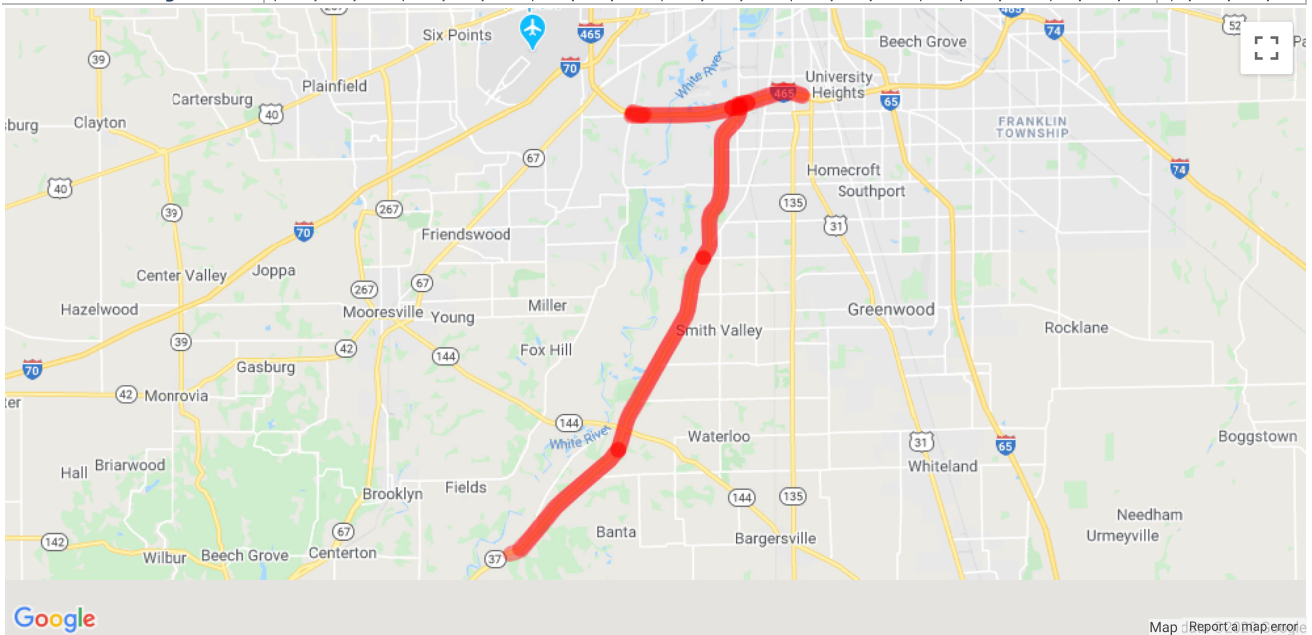 465
52
Six Points
465
74
Beech Grove
39
70
Plainfield
White River
465
University
Heights
Cartersburg
40
65
Clayton
FRANKLIN
TOWNSHIP
67
74
40
Homecroft
Southport
39
267
135
31
70
Friendswood
Center Valley
Joppa
67
267
Hazelwood
Mooresville
Young
Miller
Greenwood
Smith Valley
Rocklane
39
42
144
Fox Hill
70
Gasburg
42
Monrovia
144
White River
Waterloo
31
65
Boggstown
Hall
Briarwood
Whiteland
Brooklyn
Fields
144
135
Needham
67
Banta
Bargersville
Urmeyville
142
Wilbur
Beech Grove
Centerton
37
Google
Map
Report a map error